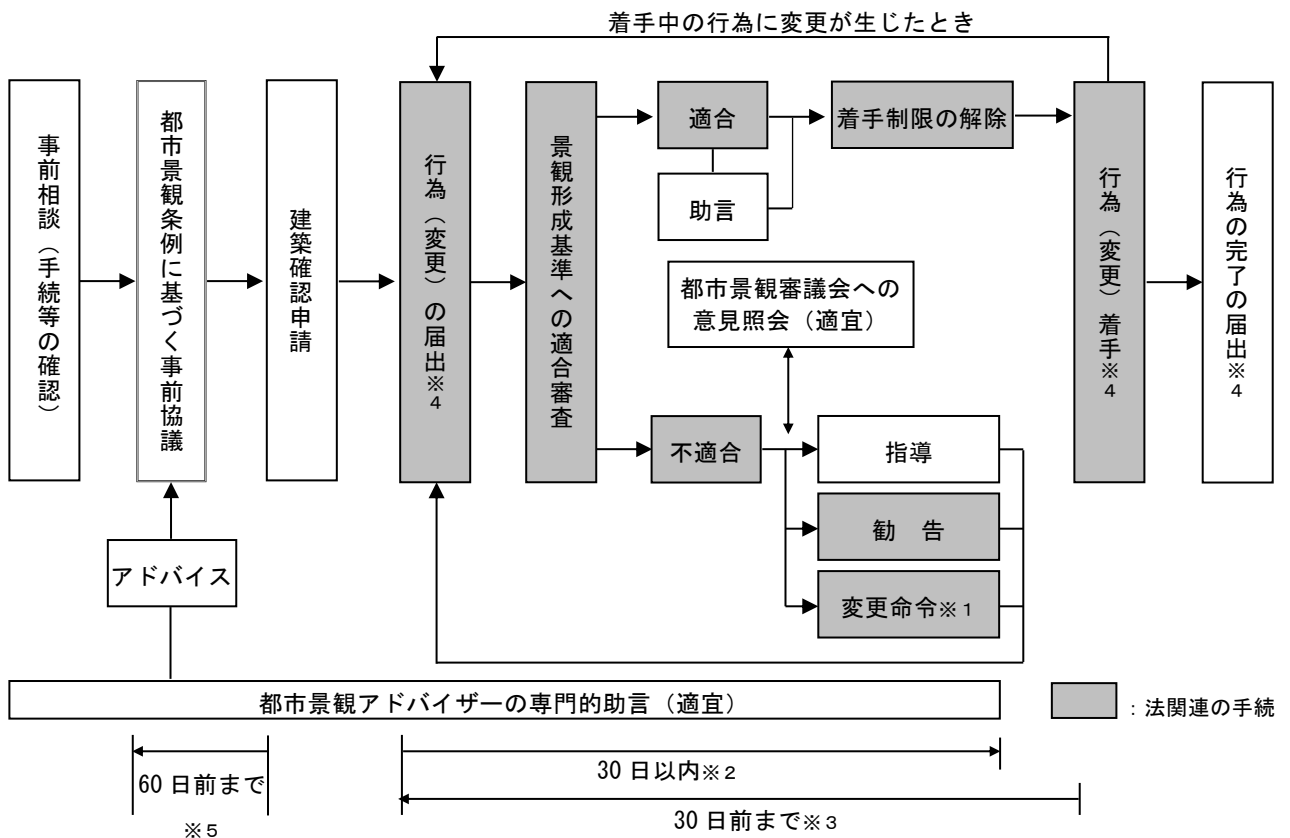 着手中の行為に変更が生じたとき
事前相談（手続等の確認）
都市景観条例に基づく事前協議
建築確認申請
行為（変更）の届出※4
景観形成基準への適合審査
適合
助言
着手制限の解除
都市景観審議会への
意見照会（適宜）
不適合
指導
勧　告
変更命令※1
行為（変更）着手※4
行為の完了の届出※4
アドバイス
都市景観アドバイザーの専門的助言（適宜）
：法関連の手続
60日前まで
※5
30日以内※2
30日前まで※3